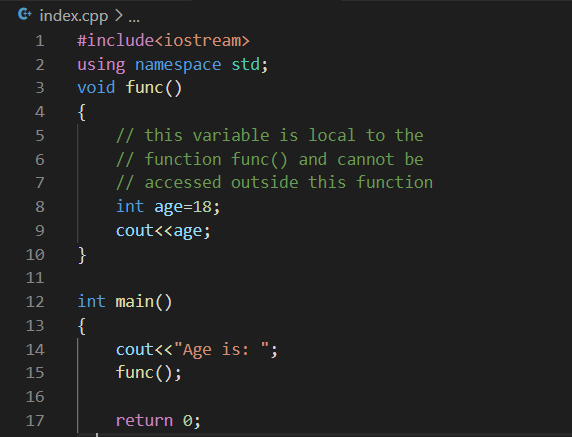 index.cpp > ...
1 #include<iostream>
2 using namespace std;
3 void func()
4 {
5     // this variable is local to the
6     // function func() and cannot be
7     // accessed outside this function
8     int age=18;
9     cout<<age;
10 }
11
12 int main()
13 {
14     cout<<"Age is: ";
15     func();
16
17     return 0;